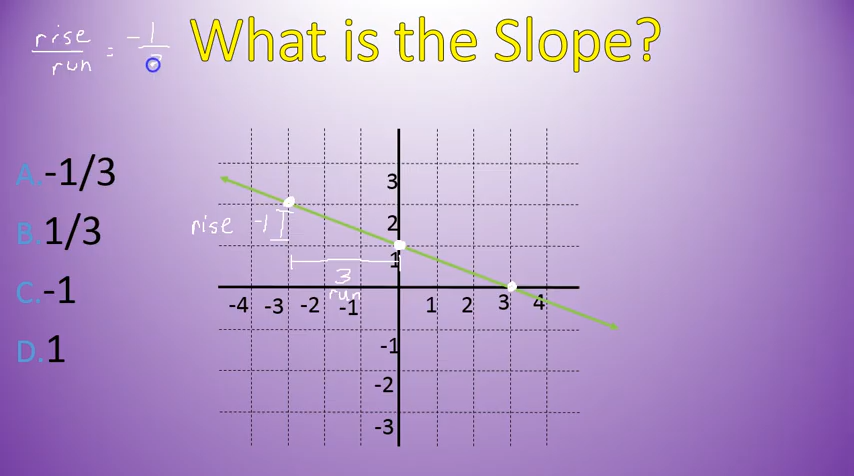 What is the Slope?
rise
run
=
-1
3
A. -1/3
B. 1/3
C. -1
D. 1
rise -1
3
run
3
2
1
-4 -3 -2 -1 1 2 3 4
-1
-2
-3